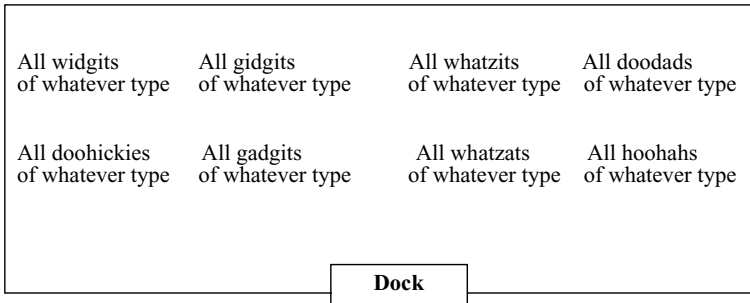 All widgits All gidgits All whatzits All doodads
of whatever type of whatever type of whatever type of whatever type
All doohickies All gadgits All whatzats All hoohahs
of whatever type of whatever type of whatever type of whatever type
Dock